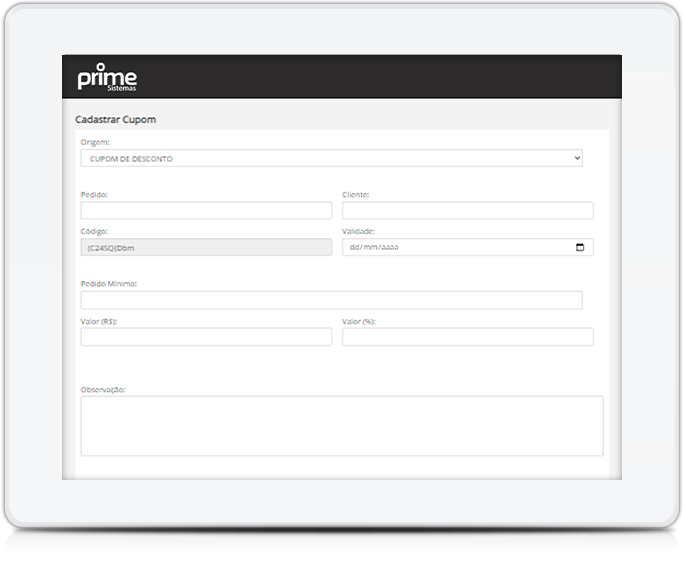 prime
Sistemas
Cadastrar Cupom
Origem:
CUPOM DE DESCONTO
Pedido: Cliente:
Código: Validade:
(C24SQ(Dbm dd/mm/aaaa
Pedido Mínimo:
Valor (R$): Valor (%):
Observação: